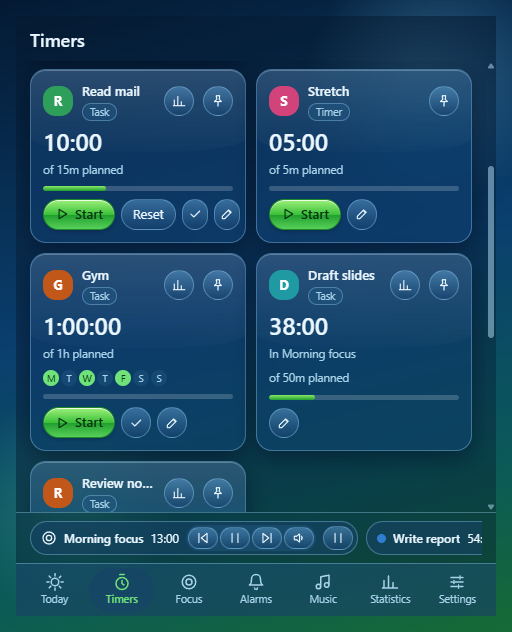 Timers
R Read mail
Task
10:00
of 15m planned
Start Reset
S Stretch
Timer
05:00
of 5m planned
Start
G Gym
Task
1:00:00
of 1h planned
M T W T F S S
Start
D Draft slides
Task
38:00
In Morning focus
of 50m planned
R Review no...
Task
Morning focus 13:00
Write report 54:
Today Timers Focus Alarms Music Statistics Settings